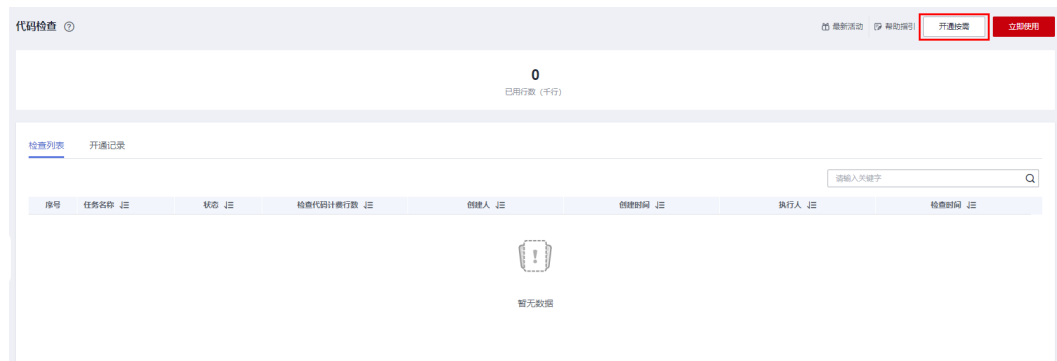 代码检查
最新活动 帮助指引 开通按需 立即使用
0
已用行数（千行）
检查列表 开通记录
请输入关键字
序号 任务名称 状态 检查代码计费行数 创建人 创建时间 执行人 检查时间
暂无数据